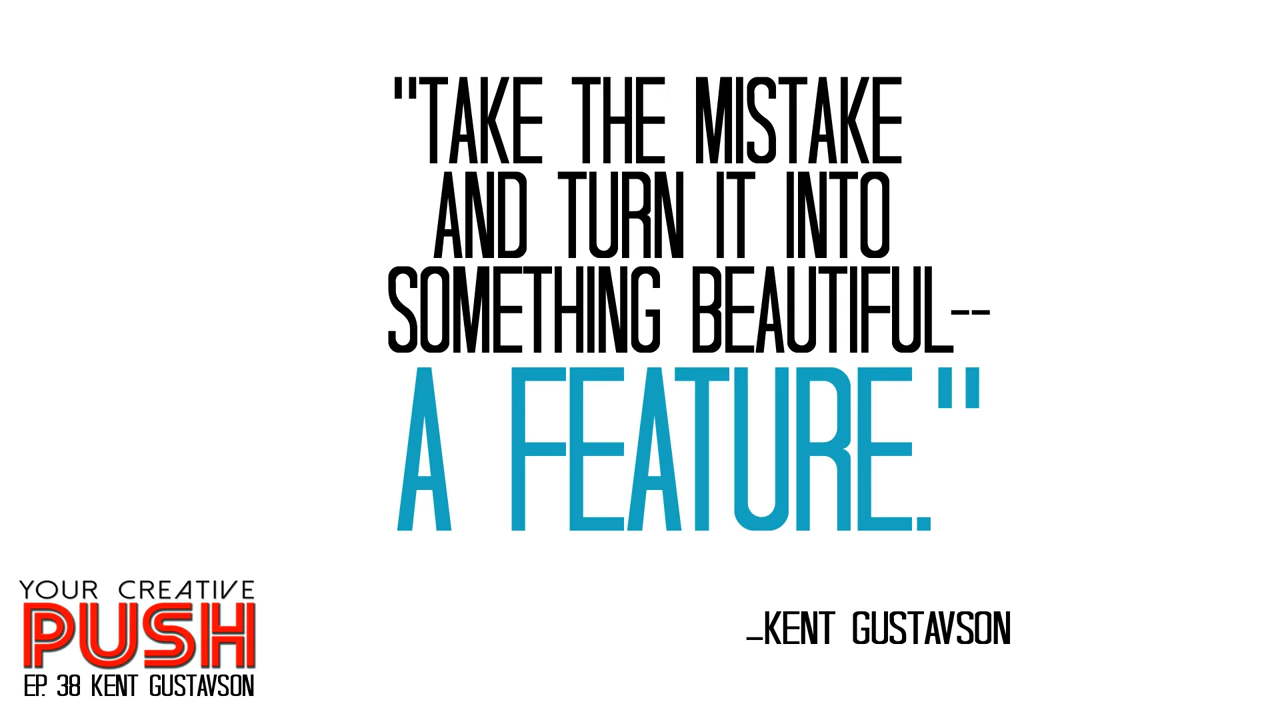 "TAKE THE MISTAKE
AND TURN IT INTO
SOMETHING BEAUTIFUL--
A FEATURE."
-KENT GUSTAVSON
YOUR CREATIVE
PUSH
EP. 38 KENT GUSTAVSON